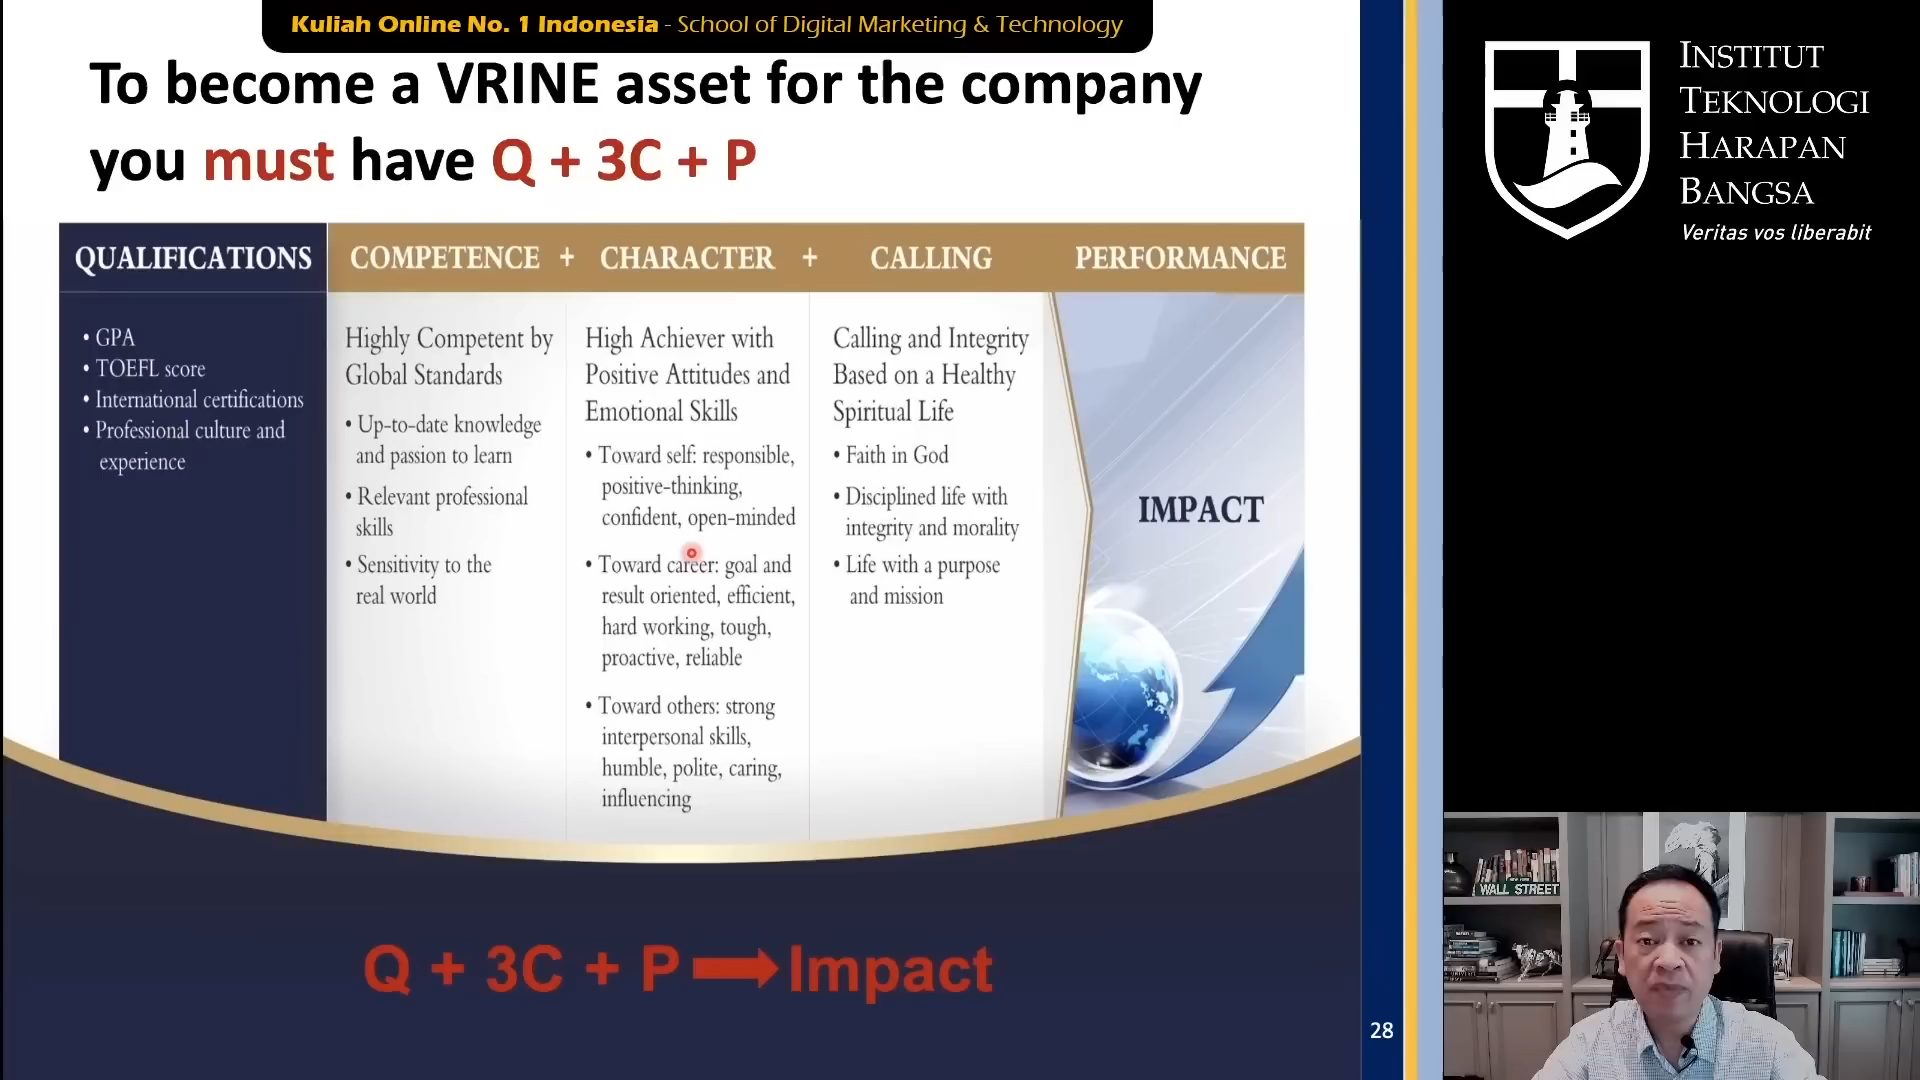 Kuliah Online No. 1 Indonesia - School of Digital Marketing & Technology
To become a VRINE asset for the company
you must have Q + 3C + P
QUALIFICATIONS
• GPA
• TOEFL score
• International certifications
• Professional culture and
experience
COMPETENCE + CHARACTER + CALLING
Highly Competent by
Global Standards
• Up-to-date knowledge
and passion to learn
• Relevant professional
skills
• Sensitivity to the
real world
High Achiever with
Positive Attitudes and
Emotional Skills
• Toward self: responsible,
positive-thinking,
confident, open-minded
• Toward career: goal and
result oriented, efficient,
hard working, tough,
proactive, reliable
• Toward others: strong
interpersonal skills,
humble, polite, caring,
influencing
Calling and Integrity
Based on a Healthy
Spiritual Life
• Faith in God
• Disciplined life with
integrity and morality
• Life with a purpose
and mission
PERFORMANCE
IMPACT
Q + 3C + P Impact
28
INSTITUT
TEKNOLOGI
HARAPAN
BANGSA
Veritas vos liberabit
WALL STREET